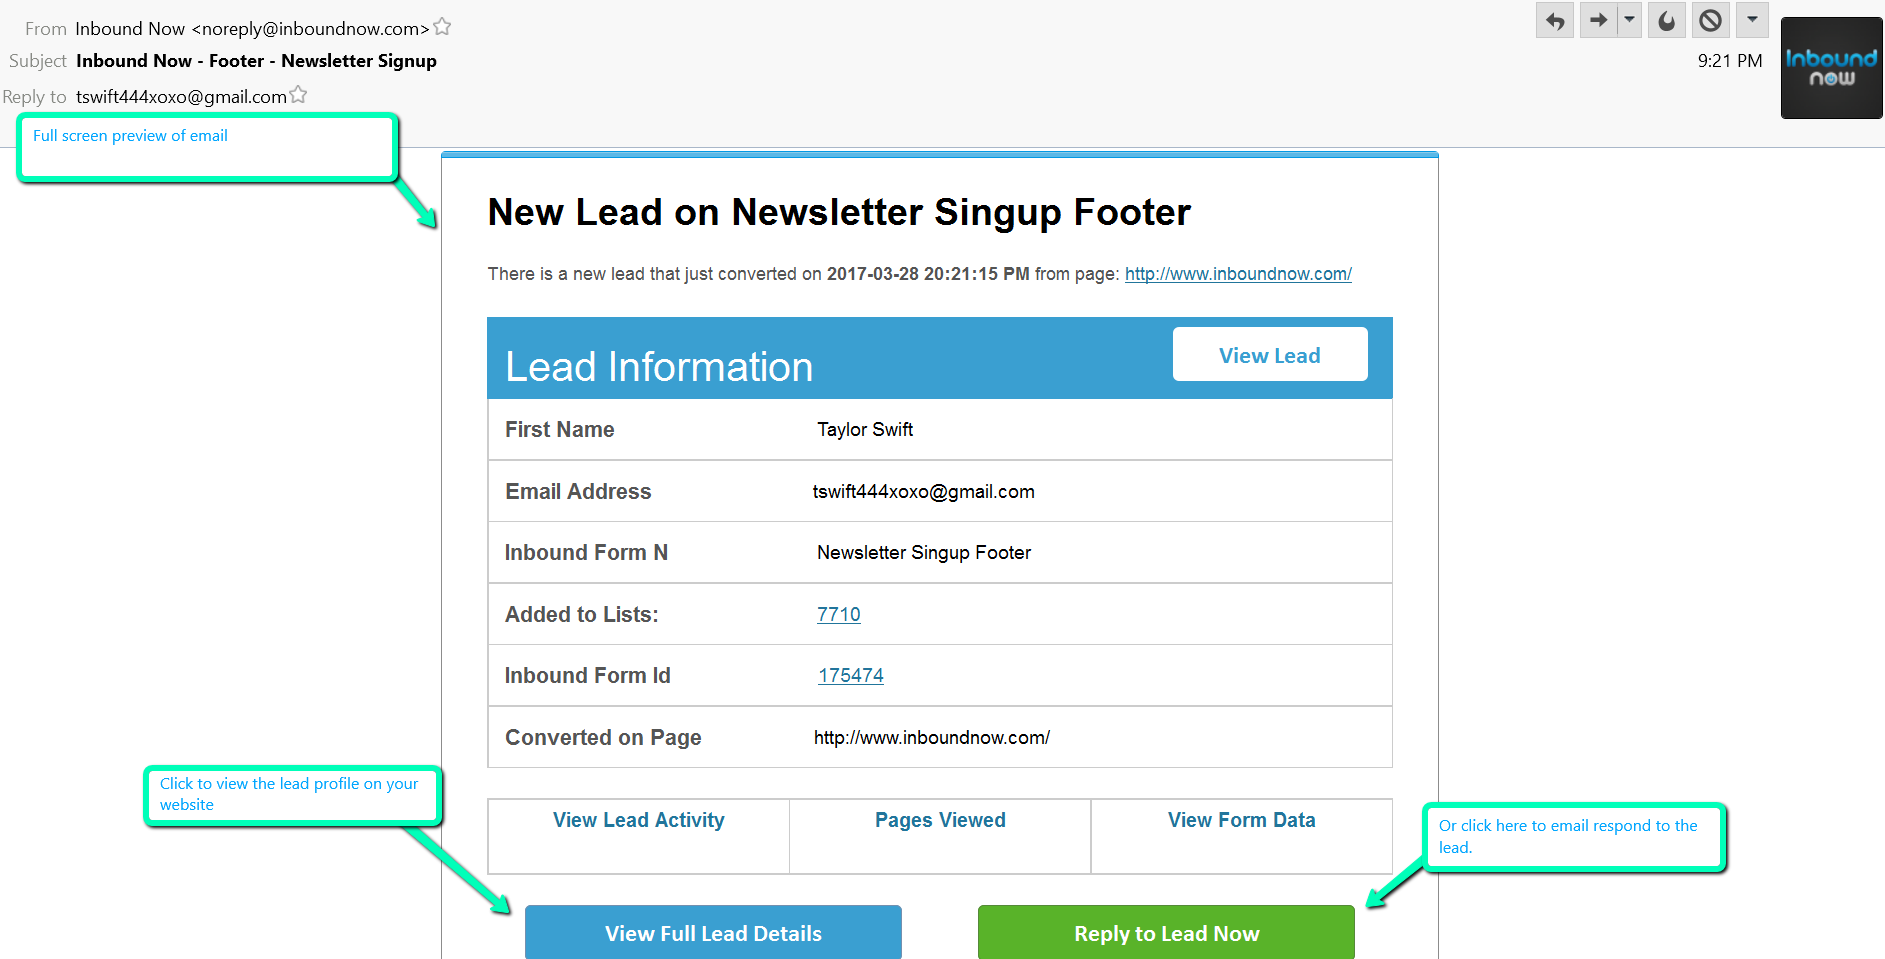 From Inbound Now <noreply@inboundnow.com>
Subject Inbound Now - Footer - Newsletter Signup
9:21 PM
Inbound
now
Reply to tswift444xoxo@gmail.com
Full screen preview of email
New Lead on Newsletter Singup Footer
There is a new lead that just converted on 2017-03-28 20:21:15 PM from page: http://www.inboundnow.com/
Lead Information
View Lead
First Name Taylor Swift
Email Address tswift444xoxo@gmail.com
Inbound Form N Newsletter Singup Footer
Added to Lists: 7710
Inbound Form Id 175474
Converted on Page http://www.inboundnow.com/
Click to view the lead profile on your
website
View Lead Activity Pages Viewed View Form Data
Or click here to email respond to the
lead.
View Full Lead Details Reply to Lead Now